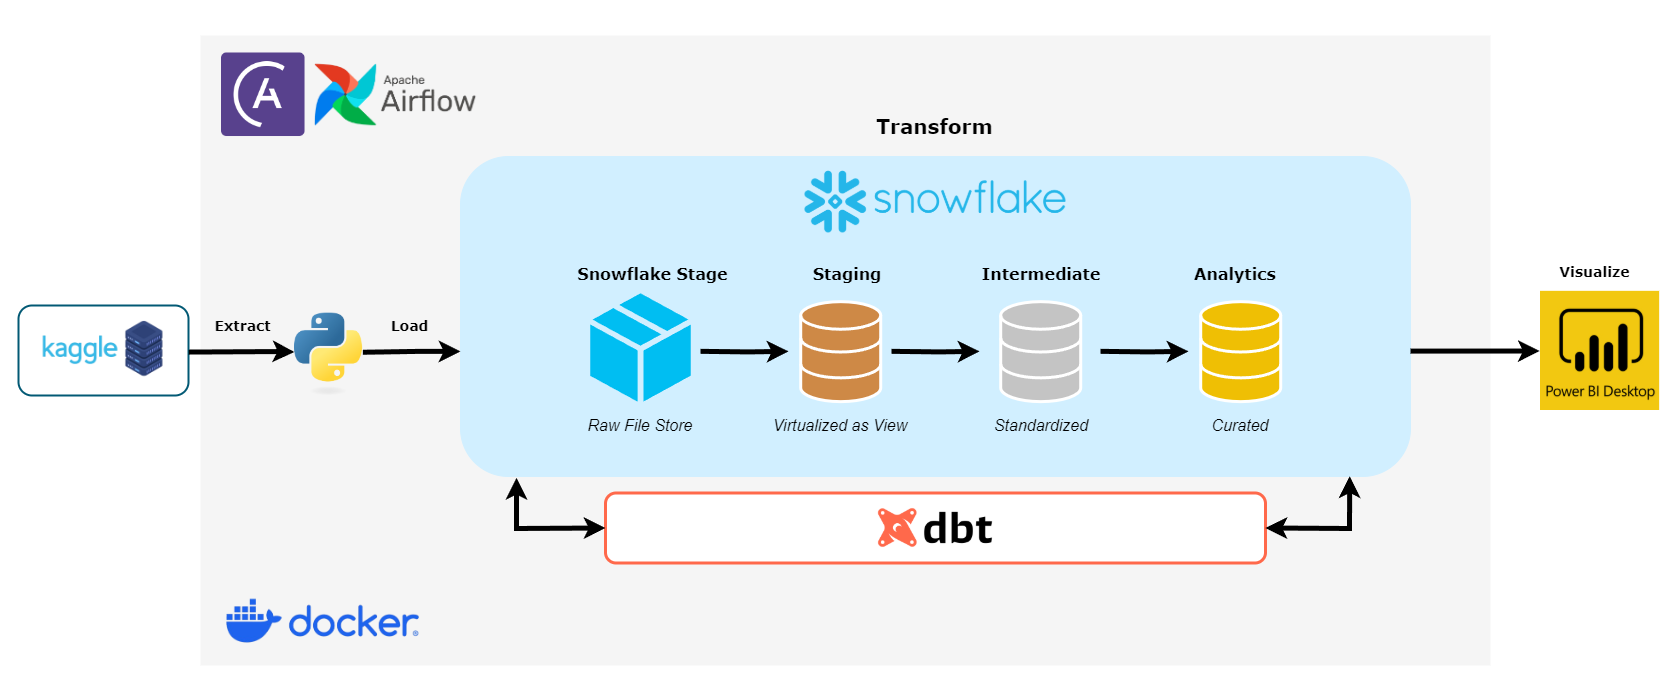 A
Apache
Airflow
Transform
snowflake
Snowflake Stage
Staging
Intermediate
Analytics
Visualize
kaggle
Extract
Load
Power BI Desktop
Raw File Store
Virtualized as View
Standardized
Curated
dbt
docker